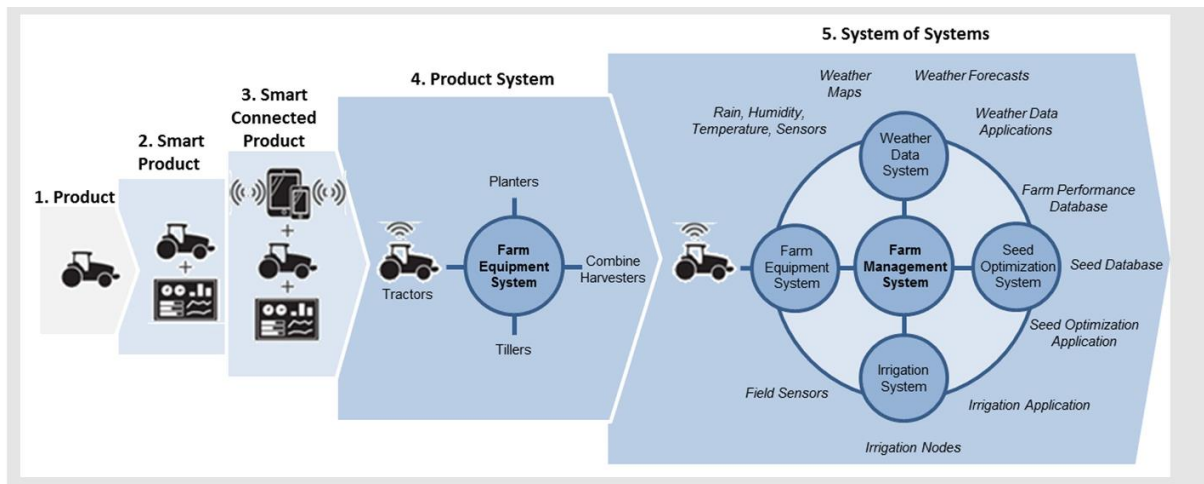 1. Product
2. Smart
Product
3. Smart
Connected
Product
+
+
+
4. Product System
Planters
Tractors
Farm
Equipment
System
Combine
Harvesters
Tillers
5. System of Systems
Weather
Maps
Weather Forecasts
Rain, Humidity,
Temperature, Sensors
Weather Data
Applications
Weather
Data
System
Farm Performance
Database
Farm
Equipment
System
Farm
Management
System
Seed
Optimization
System
Seed Database
Seed Optimization
Application
Irrigation
System
Field Sensors
Irrigation Application
Irrigation Nodes